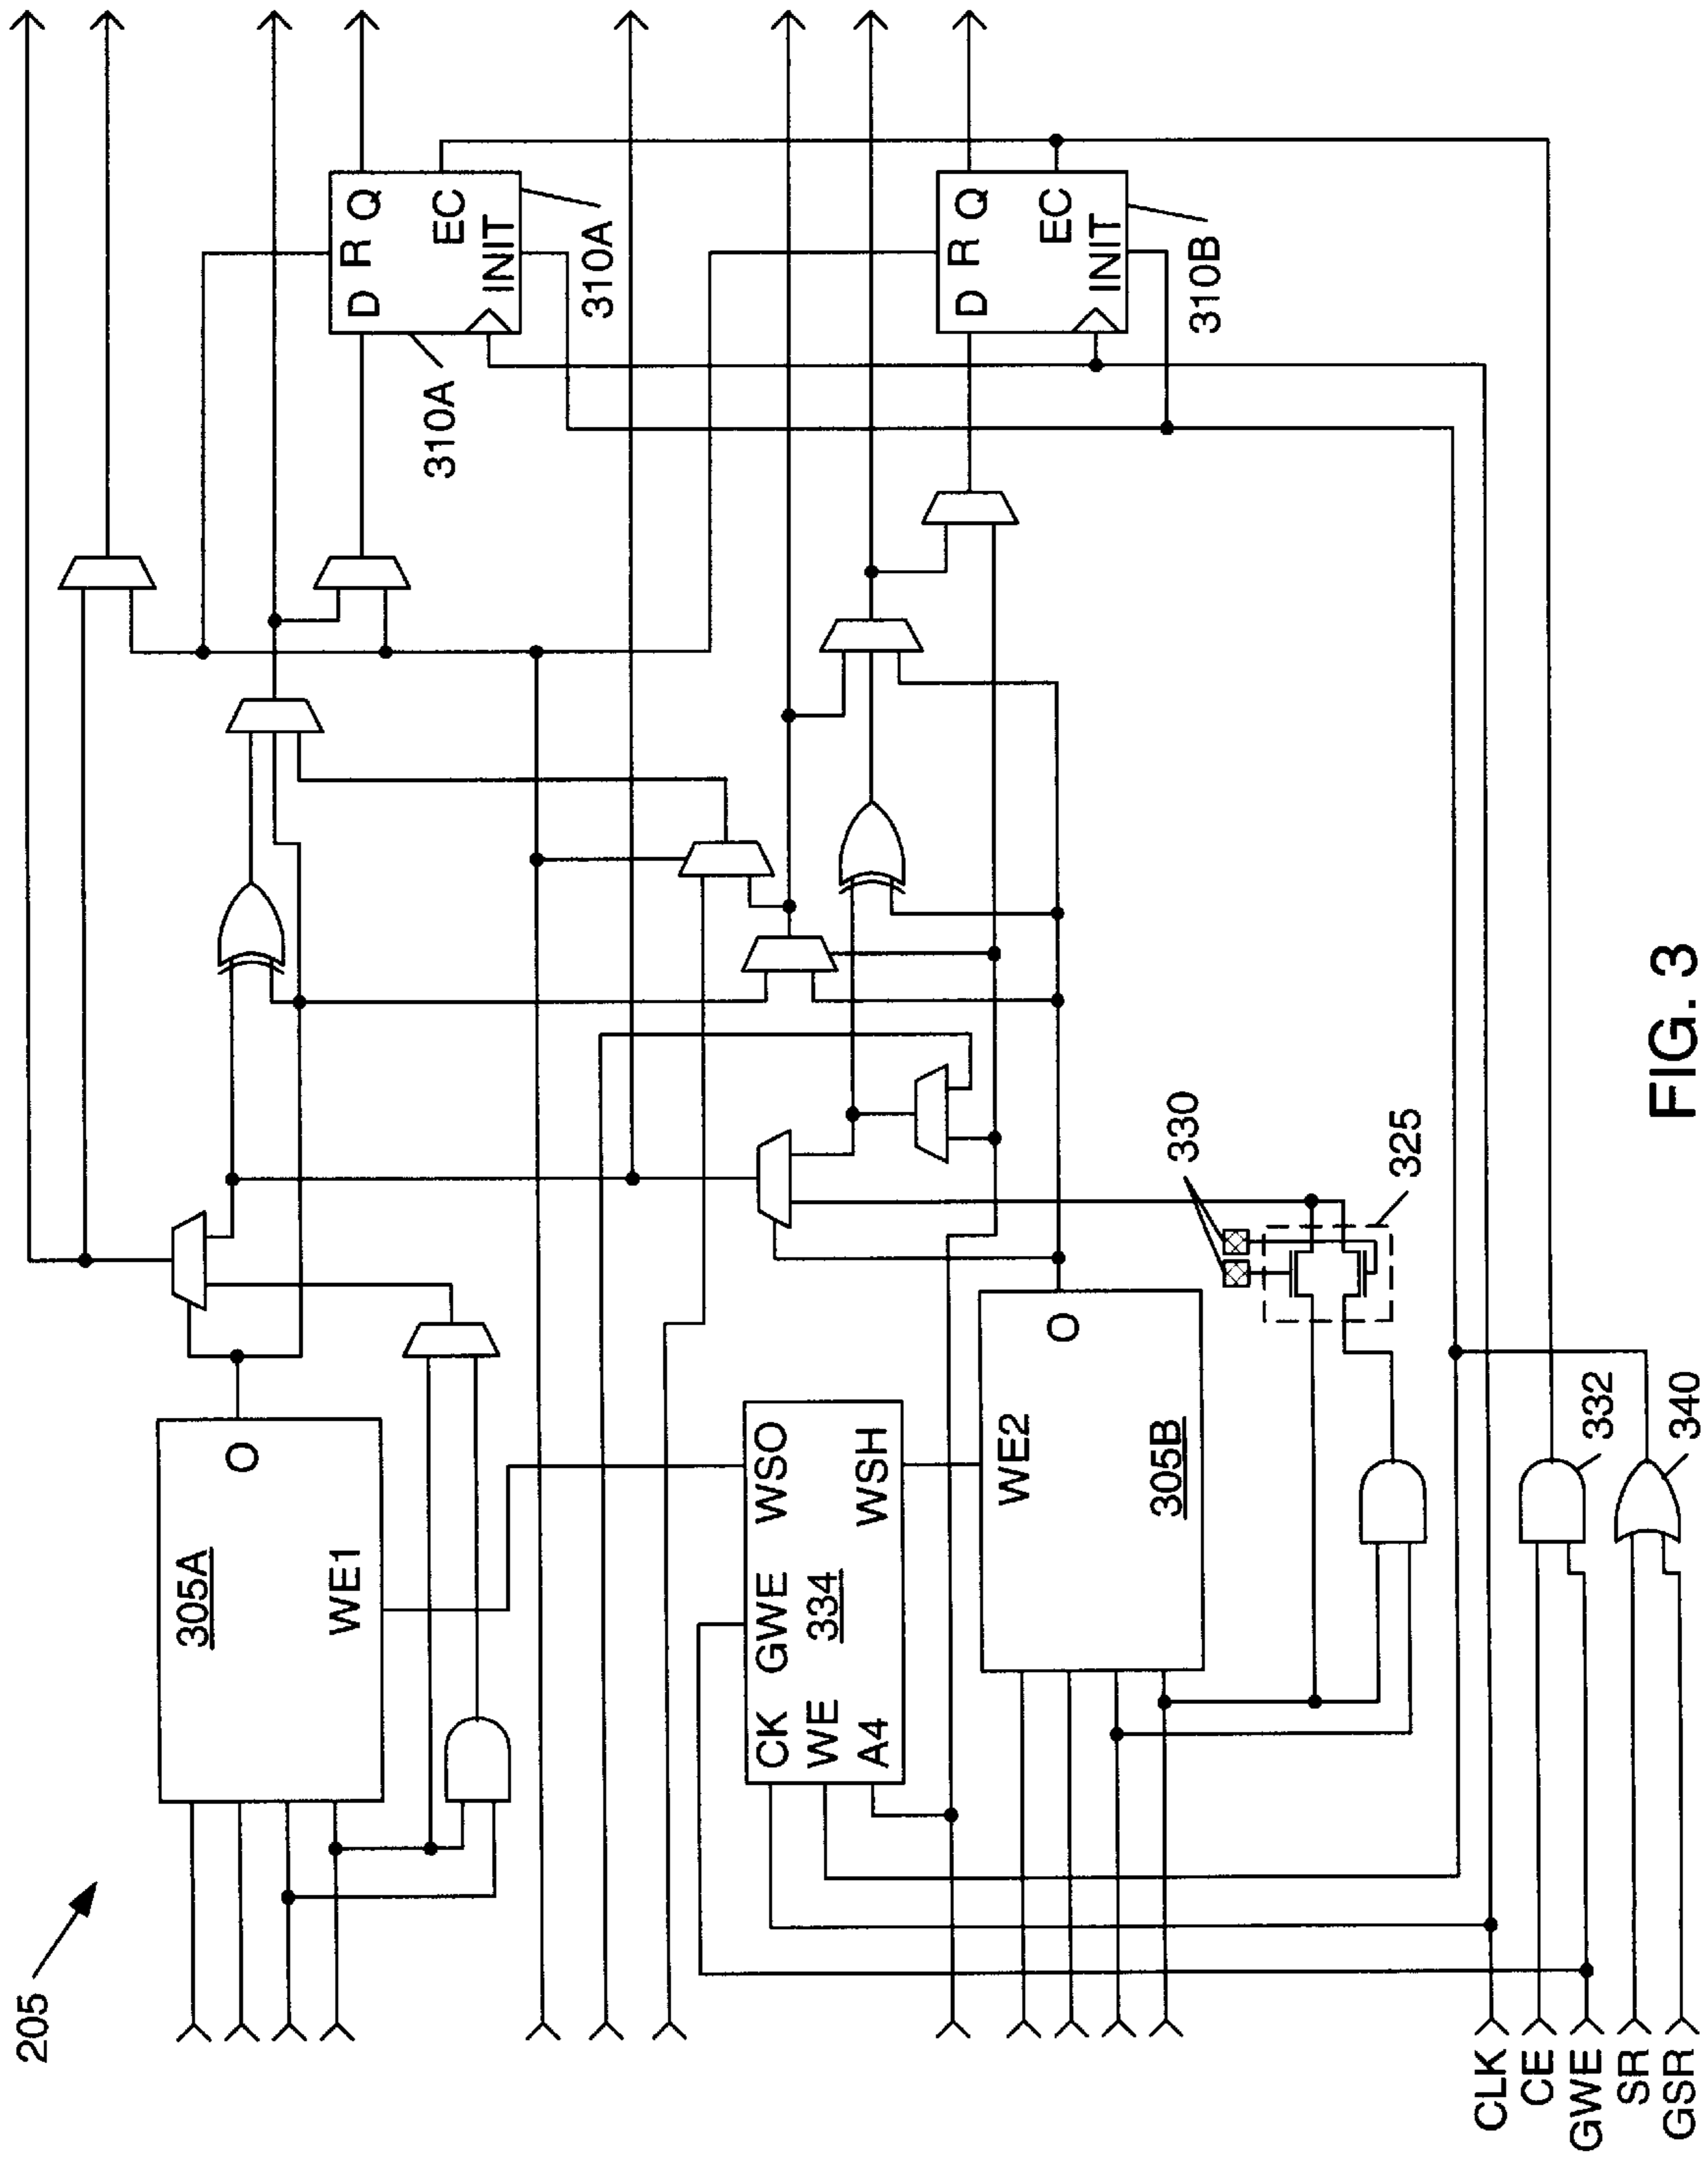 205
305A
O
WE1
D R Q
EC
INIT
310A
310A
CK GWE WSO
WE 334
A4 WSH
WE2
O
305B
D R Q
EC
INIT
310B
330
325
332
340
CLK
CE
GWE
SR
GSR
FIG. 3